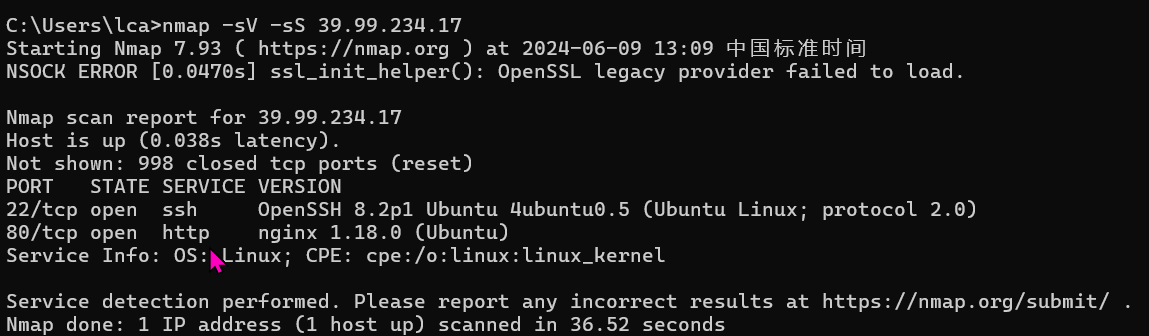 C:\Users\lca>nmap -sV -sS 39.99.234.17
Starting Nmap 7.93 ( https://nmap.org ) at 2024-06-09 13:09 中国标准时间
NSOCK ERROR [0.0470s] ssl_init_helper(): OpenSSL legacy provider failed to load.
Nmap scan report for 39.99.234.17
Host is up (0.038s latency).
Not shown: 998 closed tcp ports (reset)
PORT   STATE SERVICE VERSION
22/tcp open  ssh     OpenSSH 8.2p1 Ubuntu 4ubuntu0.5 (Ubuntu Linux; protocol 2.0)
80/tcp open  http    nginx 1.18.0 (Ubuntu)
Service Info: OS: Linux; CPE: cpe:/o:linux:linux_kernel
Service detection performed. Please report any incorrect results at https://nmap.org/submit/ .
Nmap done: 1 IP address (1 host up) scanned in 36.52 seconds